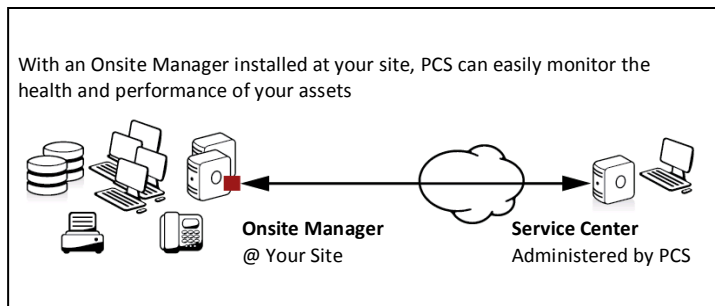 With an Onsite Manager installed at your site, PCS can easily monitor the
health and performance of your assets
Onsite Manager
@ Your Site
Service Center
Administered by PCS